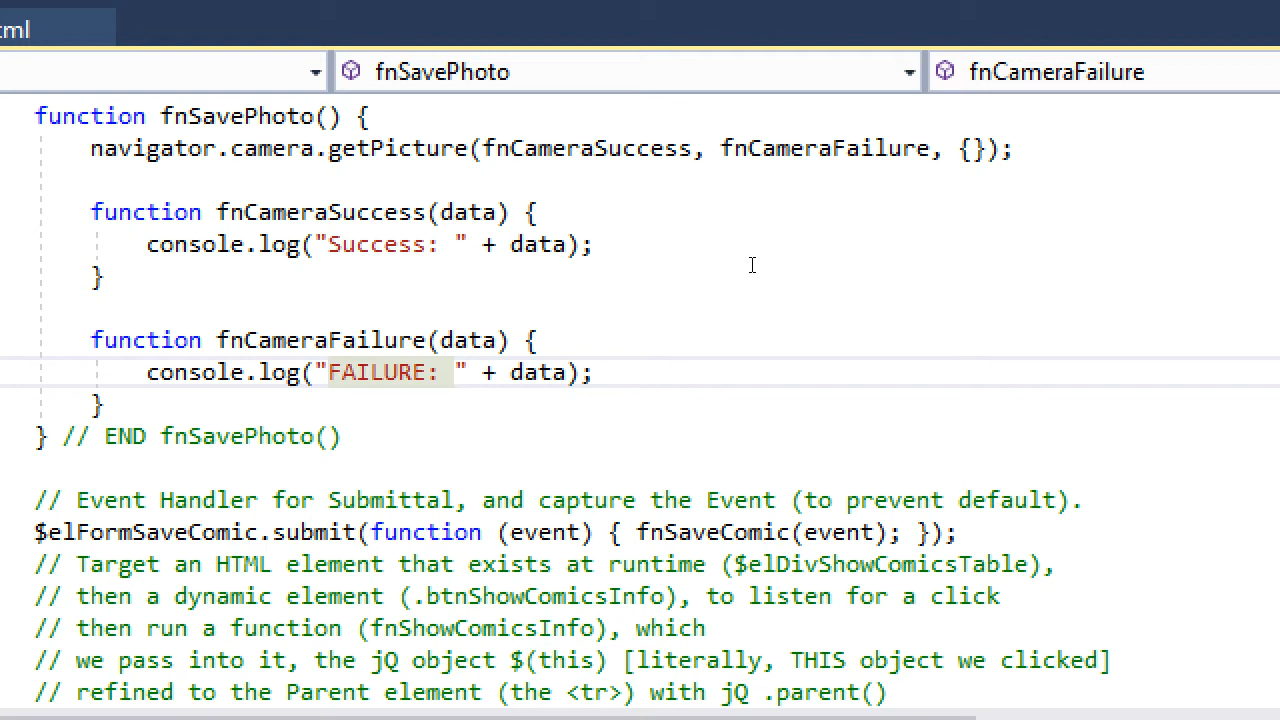 tml
fnSavePhoto
fnCameraFailure
function fnSavePhoto() {
navigator.camera.getPicture(fnCameraSuccess, fnCameraFailure, {});
function fnCameraSuccess(data) {
console.log("Success: " + data);
}
function fnCameraFailure(data) {
console.log("FAILURE: " + data);
}
} // END fnSavePhoto()
// Event Handler for Submittal, and capture the Event (to prevent default).
$elFormSaveComic.submit(function (event) { fnSaveComic(event); });
// Target an HTML element that exists at runtime ($elDivShowComicsTable),
// then a dynamic element (.btnShowComicsInfo), to listen for a click
// then run a function (fnShowComicsInfo), which
// we pass into it, the jQ object $(this) [literally, THIS object we clicked]
// refined to the Parent element (the <tr>) with jQ .parent()